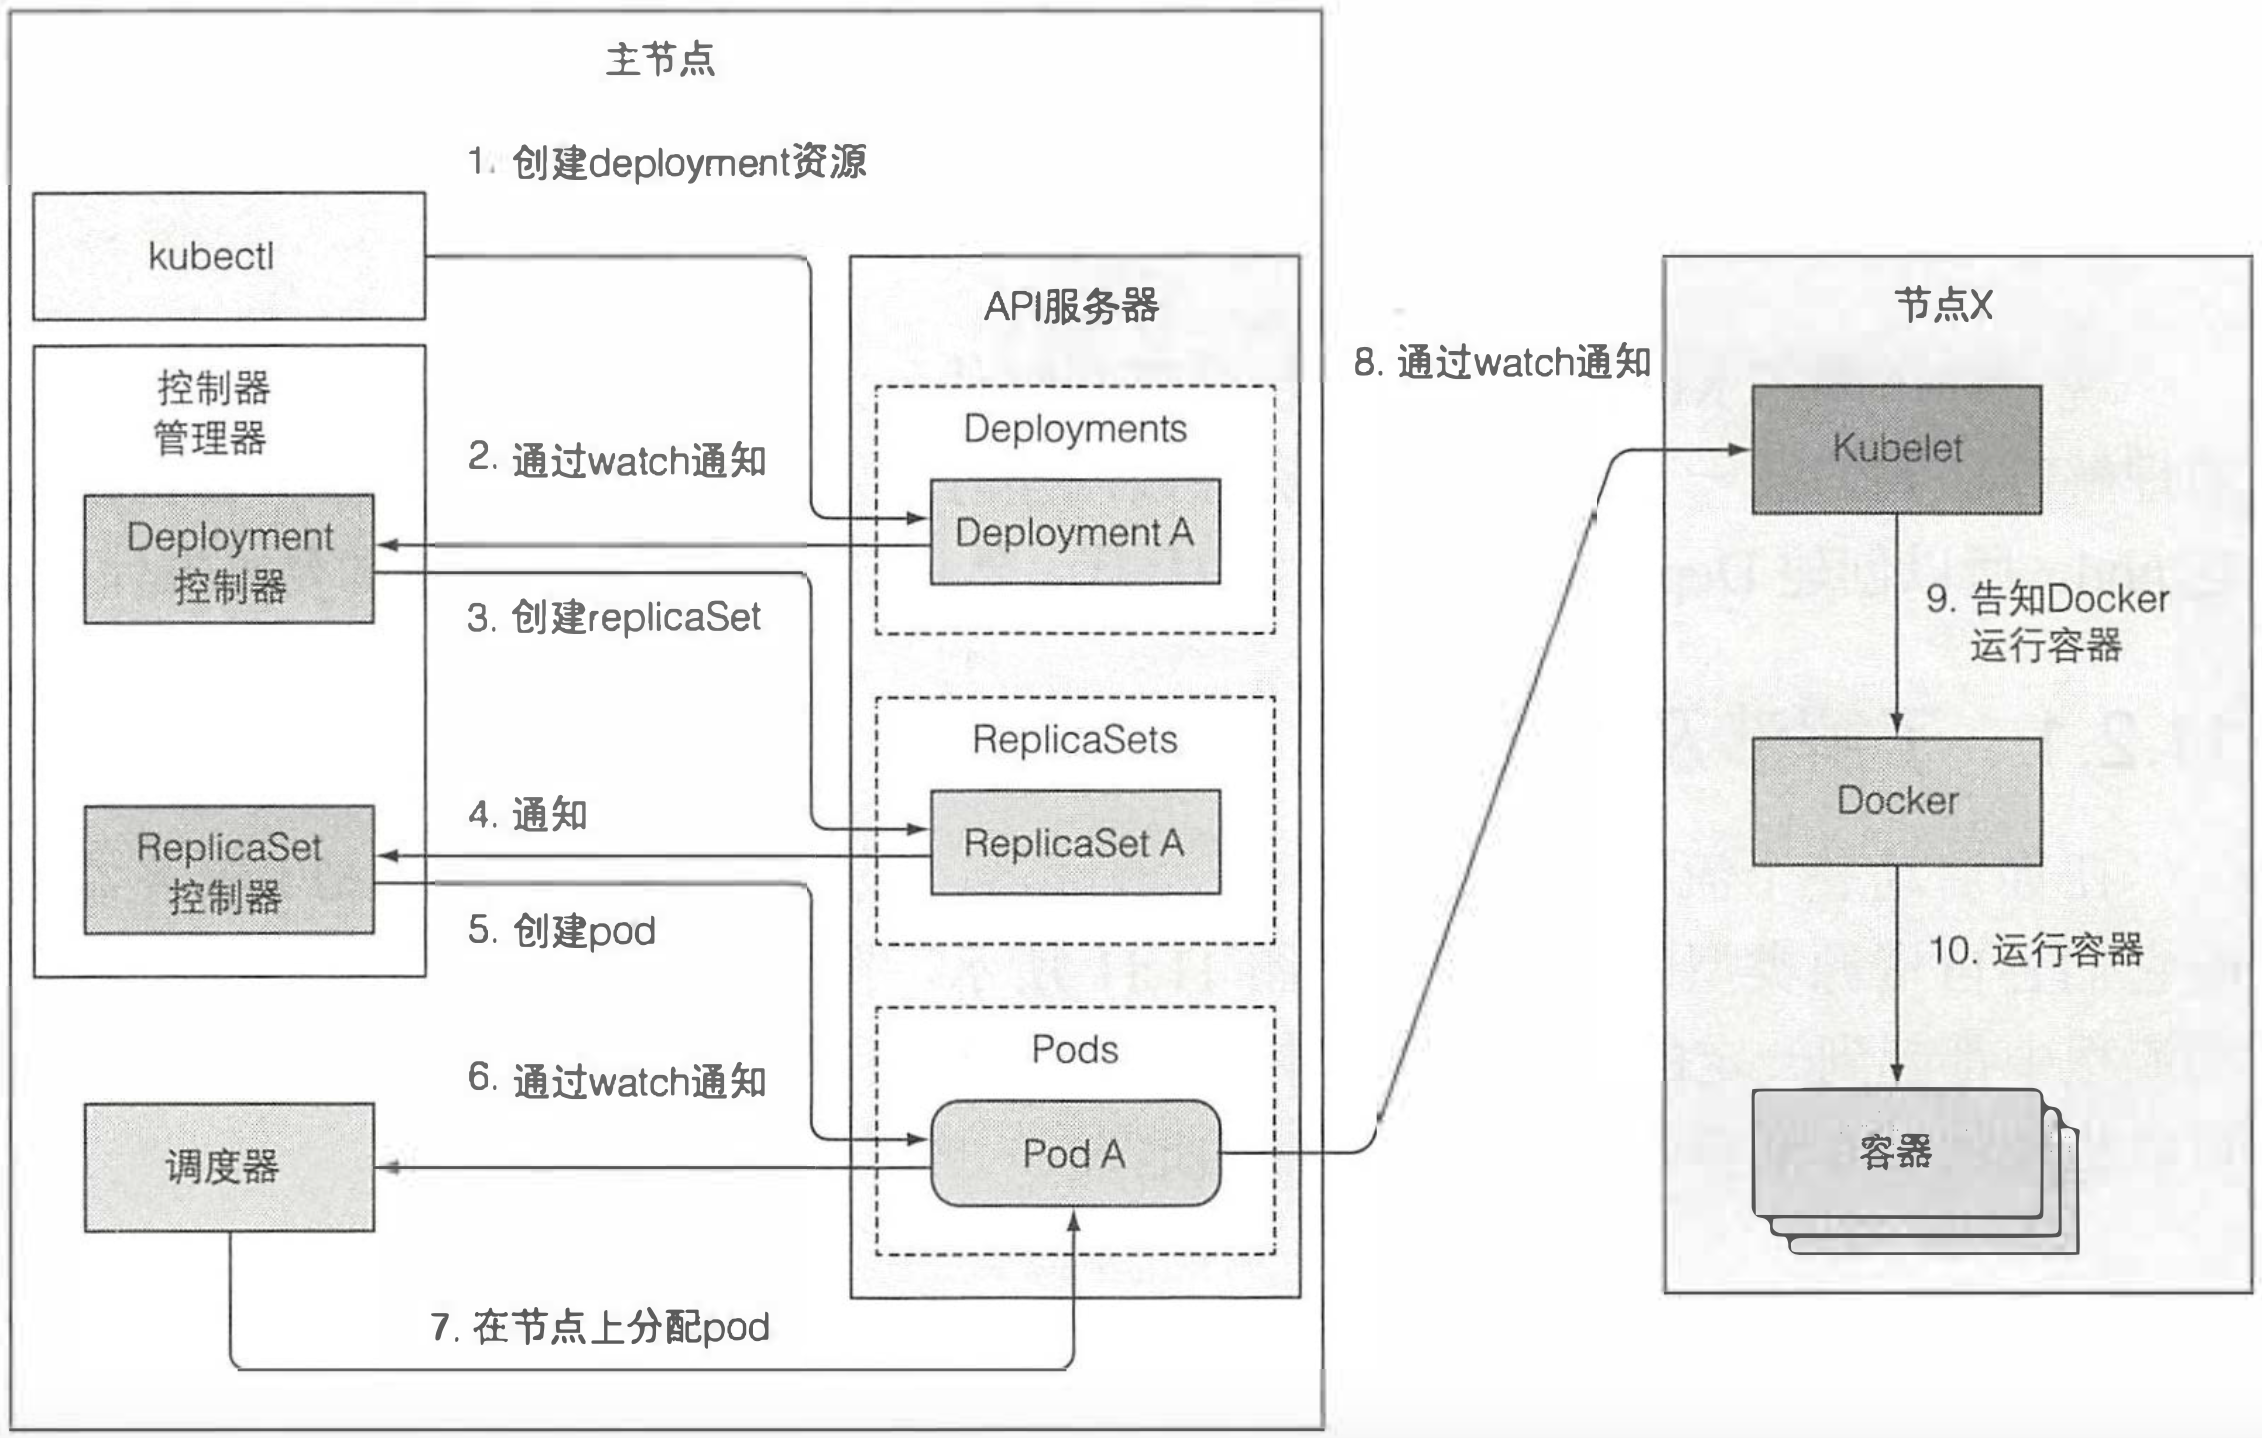 主节点
1. 创建deployment资源
kubectl
控制器
管理器
API服务器
Deployments
2. 通过watch通知
Deployment
控制器
Deployment A
3. 创建replicaSet
ReplicaSets
4. 通知
ReplicaSet
控制器
ReplicaSet A
5. 创建pod
Pods
6. 通过watch通知
调度器
Pod A
7. 在节点上分配pod
8. 通过watch通知
节点X
Kubelet
9. 告知Docker
运行容器
Docker
10. 运行容器
容器